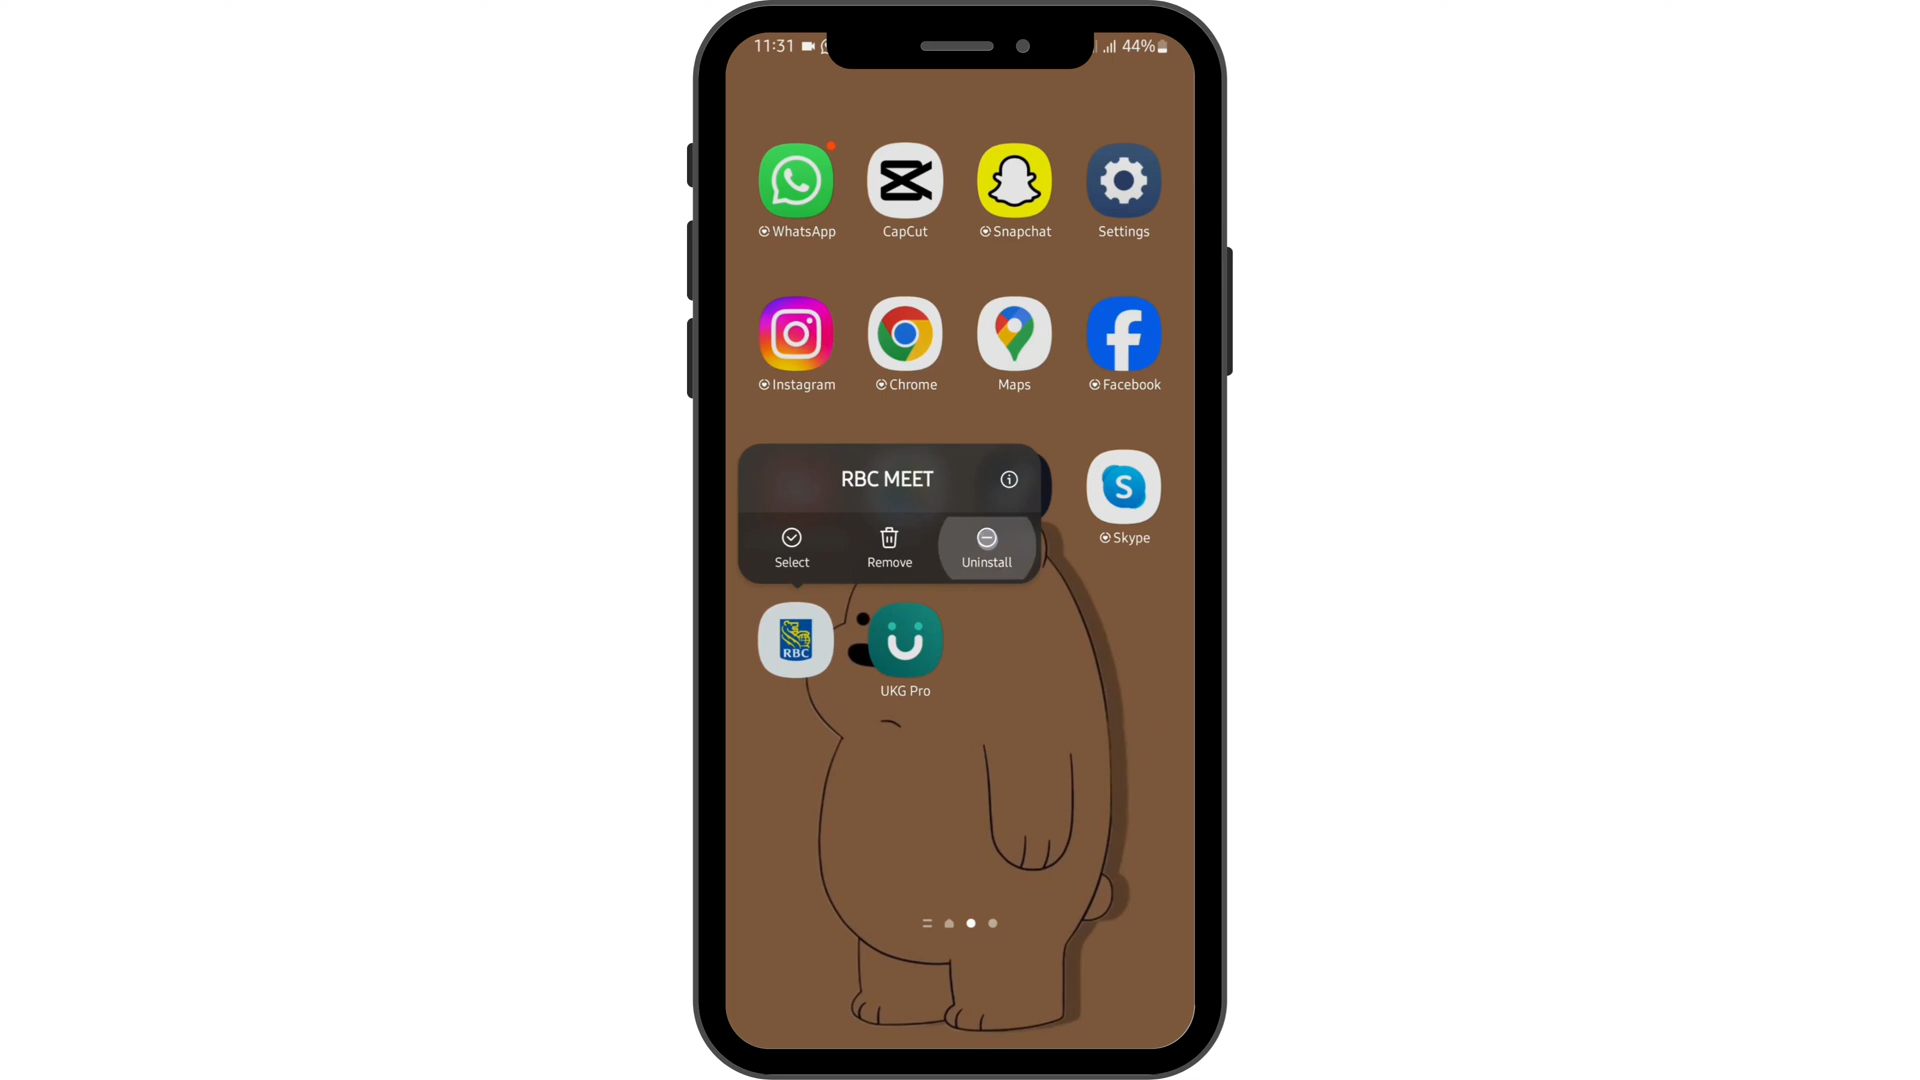 11:31
44%
WhatsApp
CapCut
Snapchat
Settings
Instagram
Chrome
Maps
Facebook
RBC MEET
Select
Remove
Uninstall
S
Skype
RBC
UKG Pro